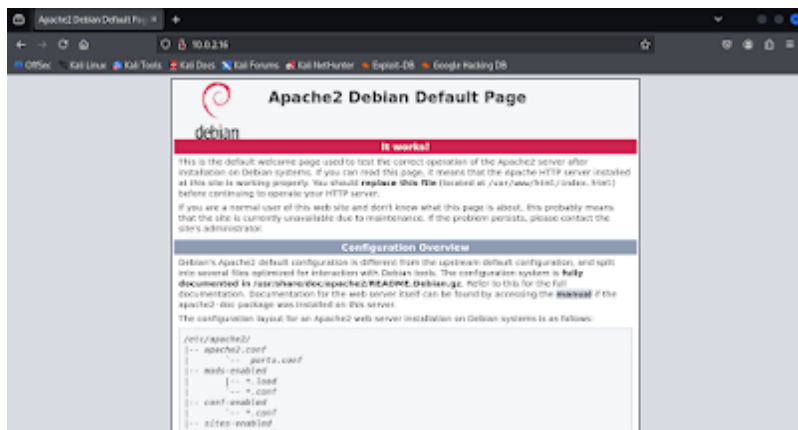 Apache2 Debian Default Pag
10.0.2.16
OffSec Kali Linux Kali Tools Kali Docs Kali Forums Kali NetHunter Exploit-DB Google Hacking DB
Apache2 Debian Default Page
debian
It works!
This is the default welcome page used to test the correct operation of the Apache2 server after
installation on Debian systems. If you can read this page, it means that the Apache HTTP server installed
at this site is working properly. You should replace this file (located at /var/www/html/index.html)
before continuing to operate your HTTP server.
If you are a normal user of this web site and don't know what this page is about, this probably means
that the site is currently unavailable due to maintenance. If the problem persists, please contact the
site's administrator.
Configuration Overview
Debian's Apache2 default configuration is different from the upstream default configuration, and split
into several files optimized for interaction with Debian tools. The configuration system is fully
documented in /usr/share/doc/apache2/README.Debian.gz. Refer to this for the full
documentation. Documentation for the web server itself can be found by accessing the manual if the
apache2-doc package was installed on this server.
The configuration layout for an Apache2 web server installation on Debian systems is as follows:
/etc/apache2/
|-- apache2.conf
|       `--  ports.conf
|-- mods-enabled
|       |-- *.load
|       `-- *.conf
|-- conf-enabled
|       `-- *.conf
|-- sites-enabled